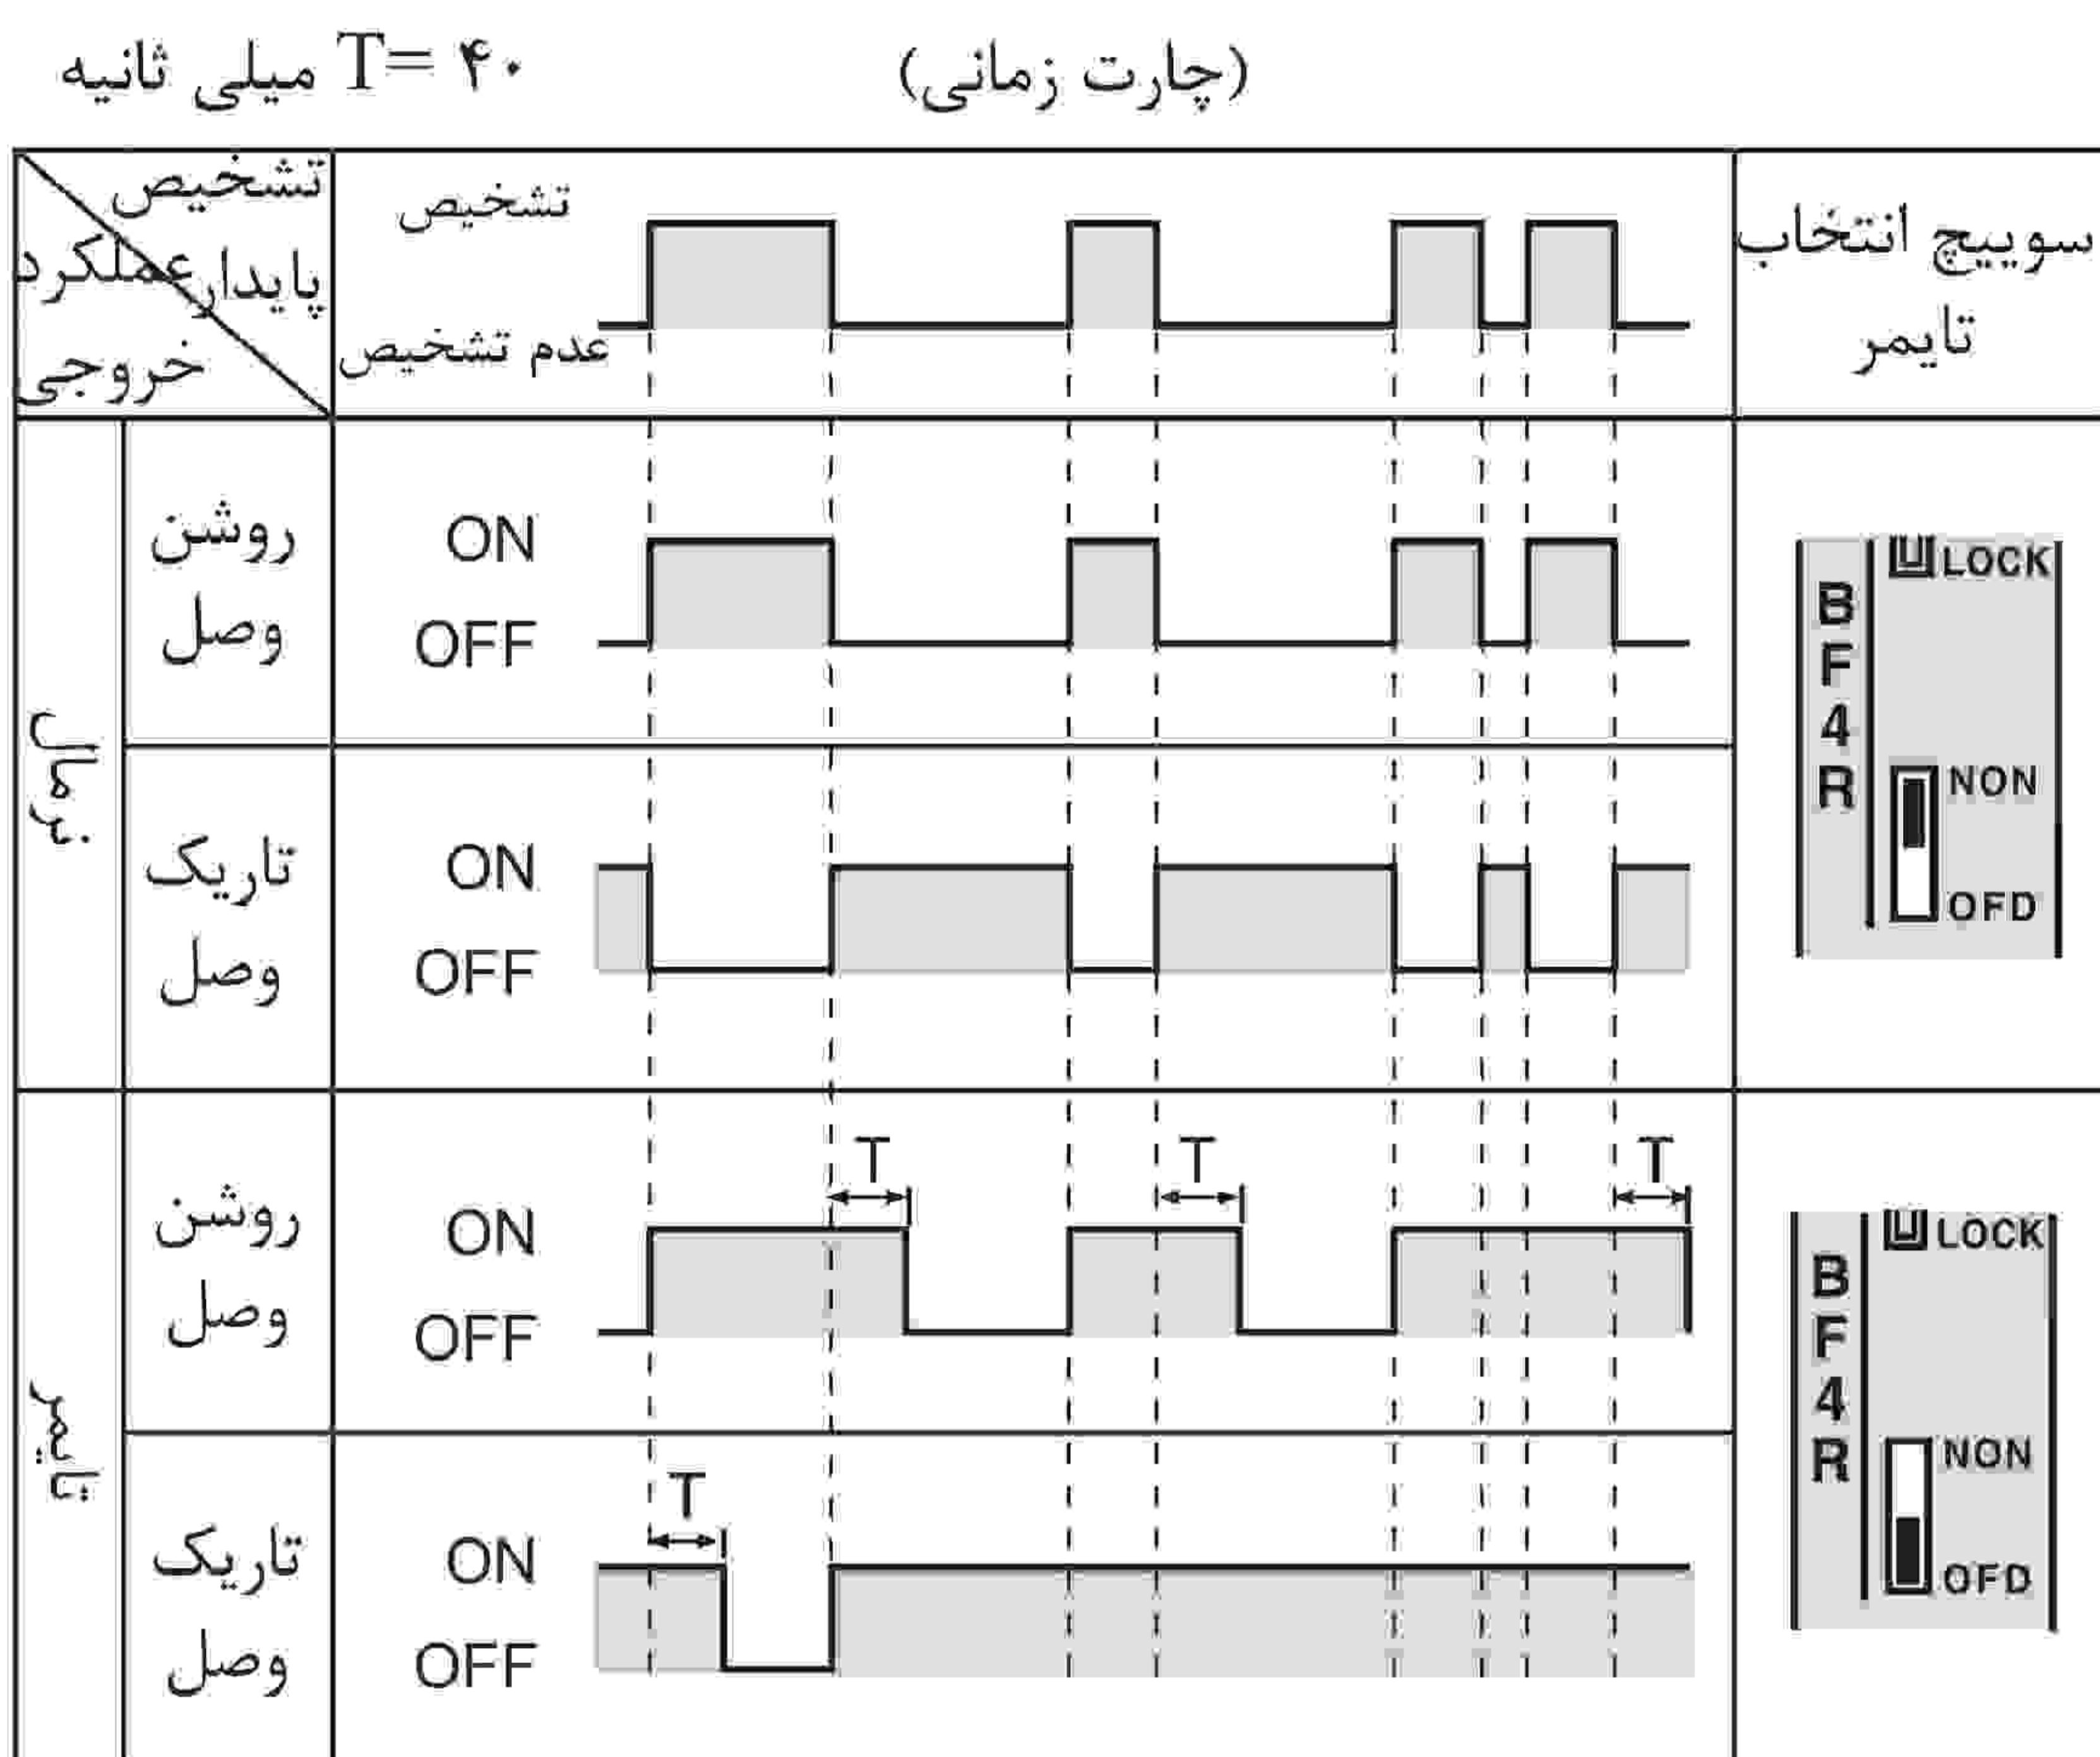 (چارت زمانی)
T= ۴۰ میلی ثانیه
سوییچ انتخاب
تایمر
تشخیص
عدم تشخیص
تشخیص
پایدار
عملکرد
خروجی
نرمال
روشن
وصل
ON
OFF
تاریک
وصل
ON
OFF
BF4R
LOCK
NON
OFD
تایمر
روشن
وصل
ON
OFF
T
T
T
تاریک
وصل
ON
OFF
T
BF4R
LOCK
NON
OFD